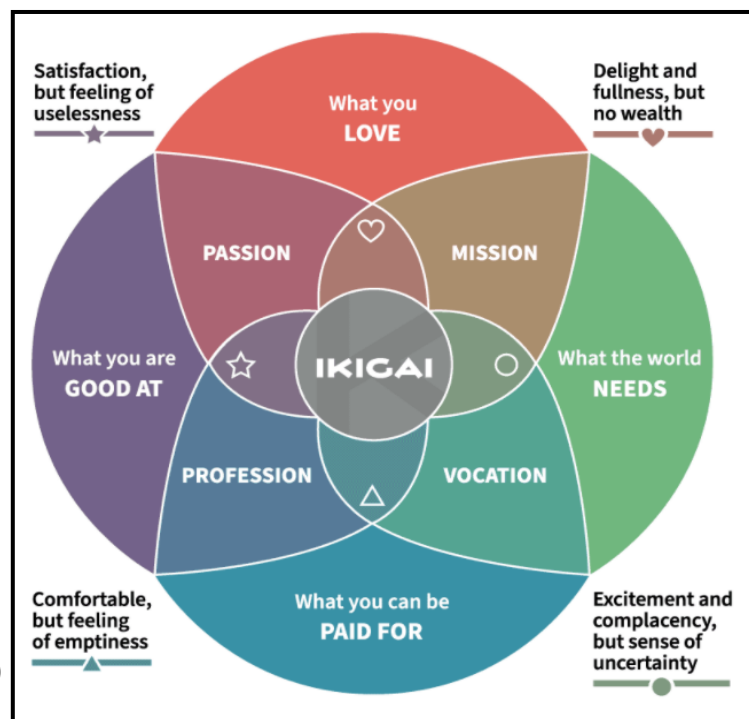 Satisfaction,
but feeling of
uselessness
What you
LOVE
Delight and
fullness, but
no wealth
PASSION
MISSION
What you are
GOOD AT
IKIGAI
What the world
NEEDS
PROFESSION
VOCATION
Comfortable,
but feeling
of emptiness
What you can be
PAID FOR
Excitement and
complacency,
but sense of
uncertainty